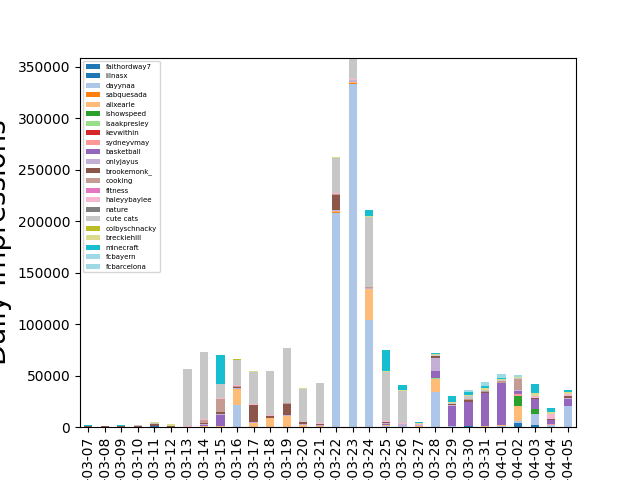 350000
300000
250000
200000
150000
100000
50000
0
faithordway7
illnasx
dayynaa
sabquesada
alixearle
ishowspeed
isaakpresley
kevwithin
sydneyvmay
basketball
onlyjayus
brookemonk_
cooking
fitness
haleyybaylee
nature
cute cats
colbyschnacky
breckiehill
minecraft
fcbayern
fcbarcelona
03-07
03-08
03-09
03-10
03-11
03-12
03-13
03-14
03-15
03-16
03-17
03-18
03-19
03-20
03-21
03-22
03-23
03-24
03-25
03-26
03-27
03-28
03-29
03-30
03-31
04-01
04-02
04-03
04-04
04-05